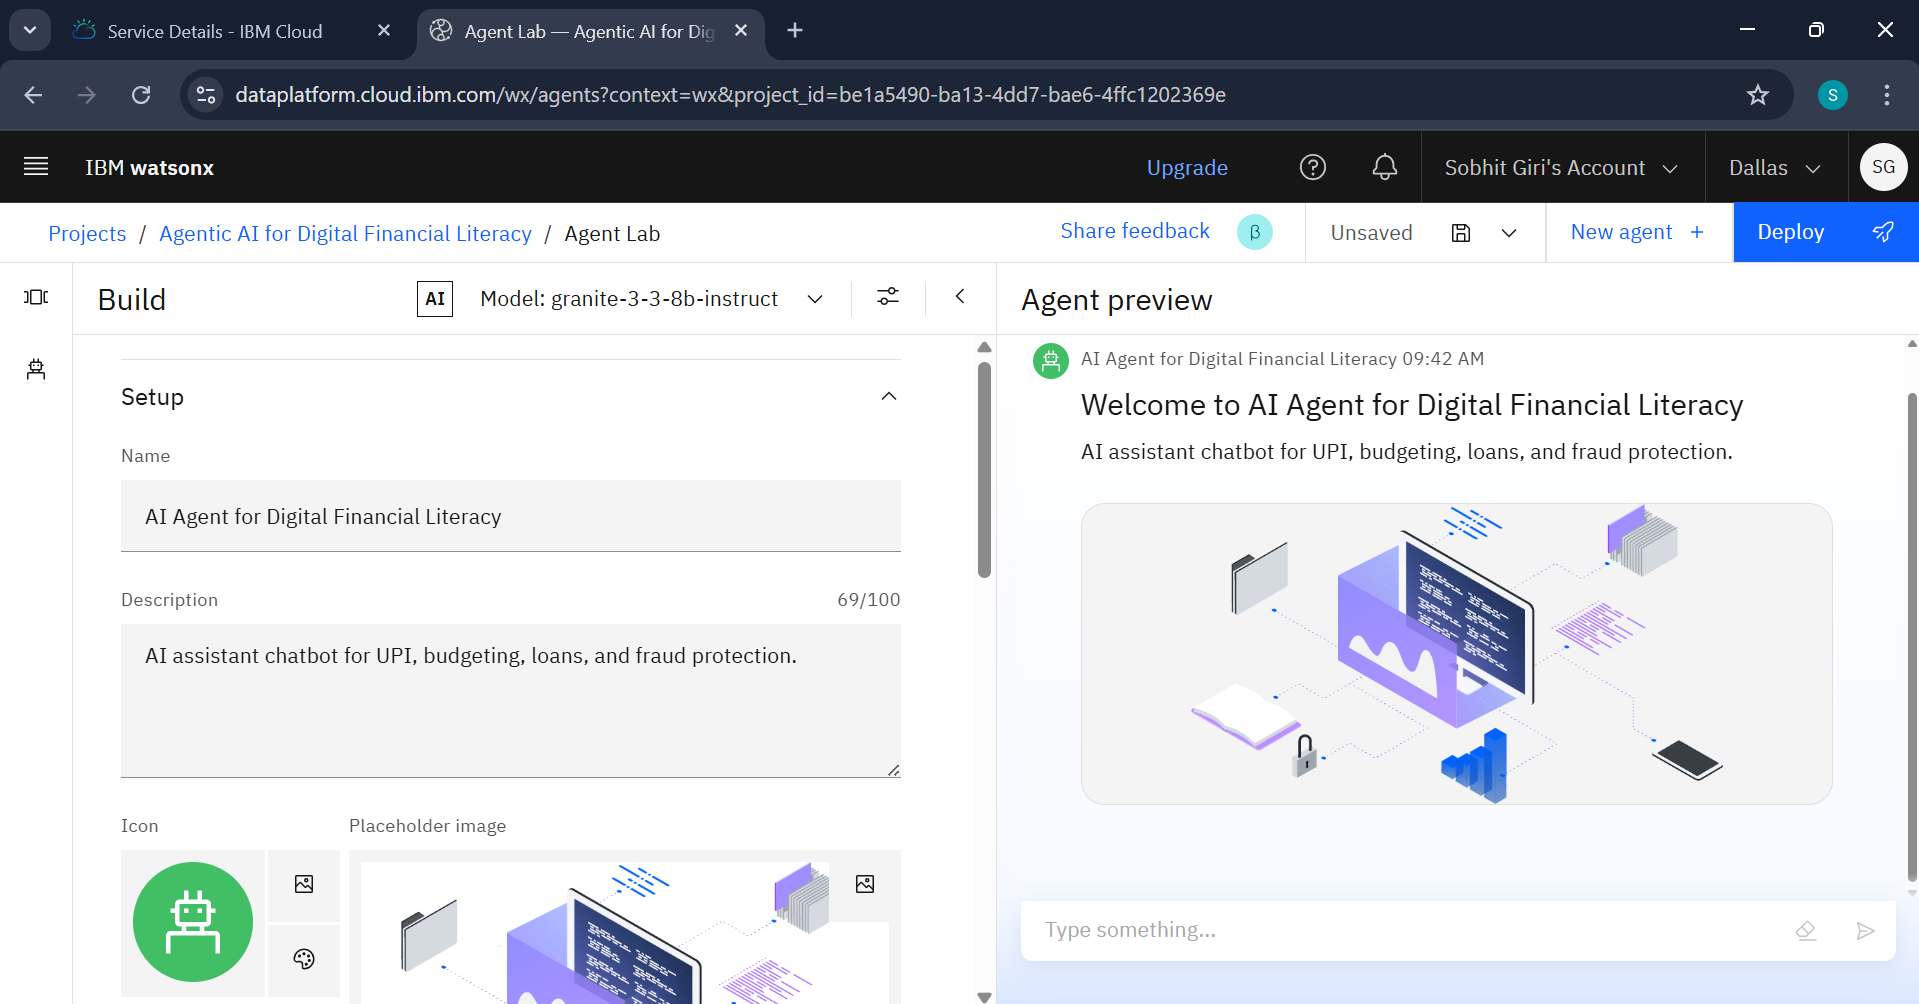 Service Details - IBM Cloud
Agent Lab — Agentic AI for Dig
dataplatform.cloud.ibm.com/wx/agents?context=wx&project_id=be1a5490-ba13-4dd7-bae6-4ffc1202369e
S
IBM watsonx
Upgrade
Sobhit Giri's Account
Dallas
SG
Projects / Agentic AI for Digital Financial Literacy / Agent Lab
Share feedback
β
Unsaved
New agent +
Deploy
Build
AI
Model: granite-3-3-8b-instruct
Agent preview
Setup
Name
AI Agent for Digital Financial Literacy
Description
69/100
AI assistant chatbot for UPI, budgeting, loans, and fraud protection.
Icon
Placeholder image
AI Agent for Digital Financial Literacy 09:42 AM
Welcome to AI Agent for Digital Financial Literacy
AI assistant chatbot for UPI, budgeting, loans, and fraud protection.
Type something...